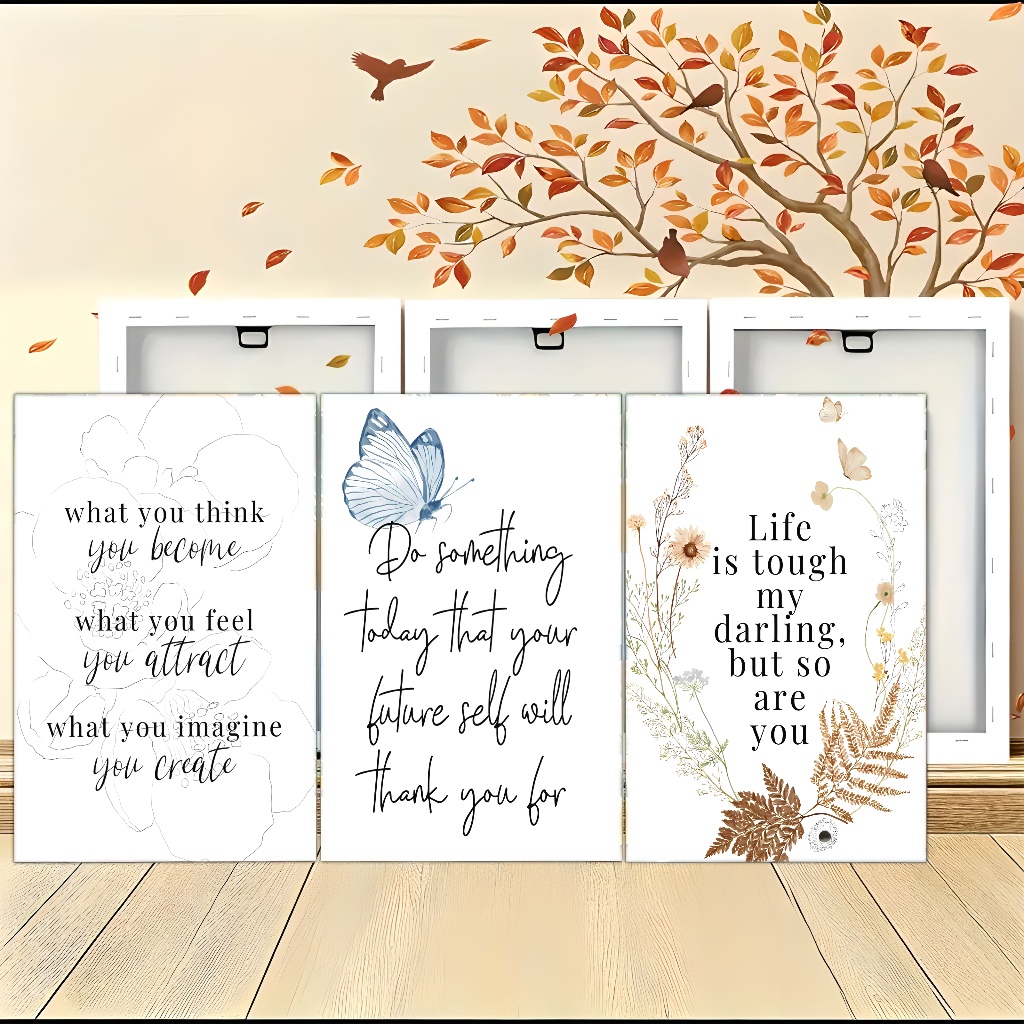 what you think
you become
what you feel
you attract
what you imagine
you create
Do something
today that your
future self will
thank you for
Life
is tough
my
darling,
but so
are
you